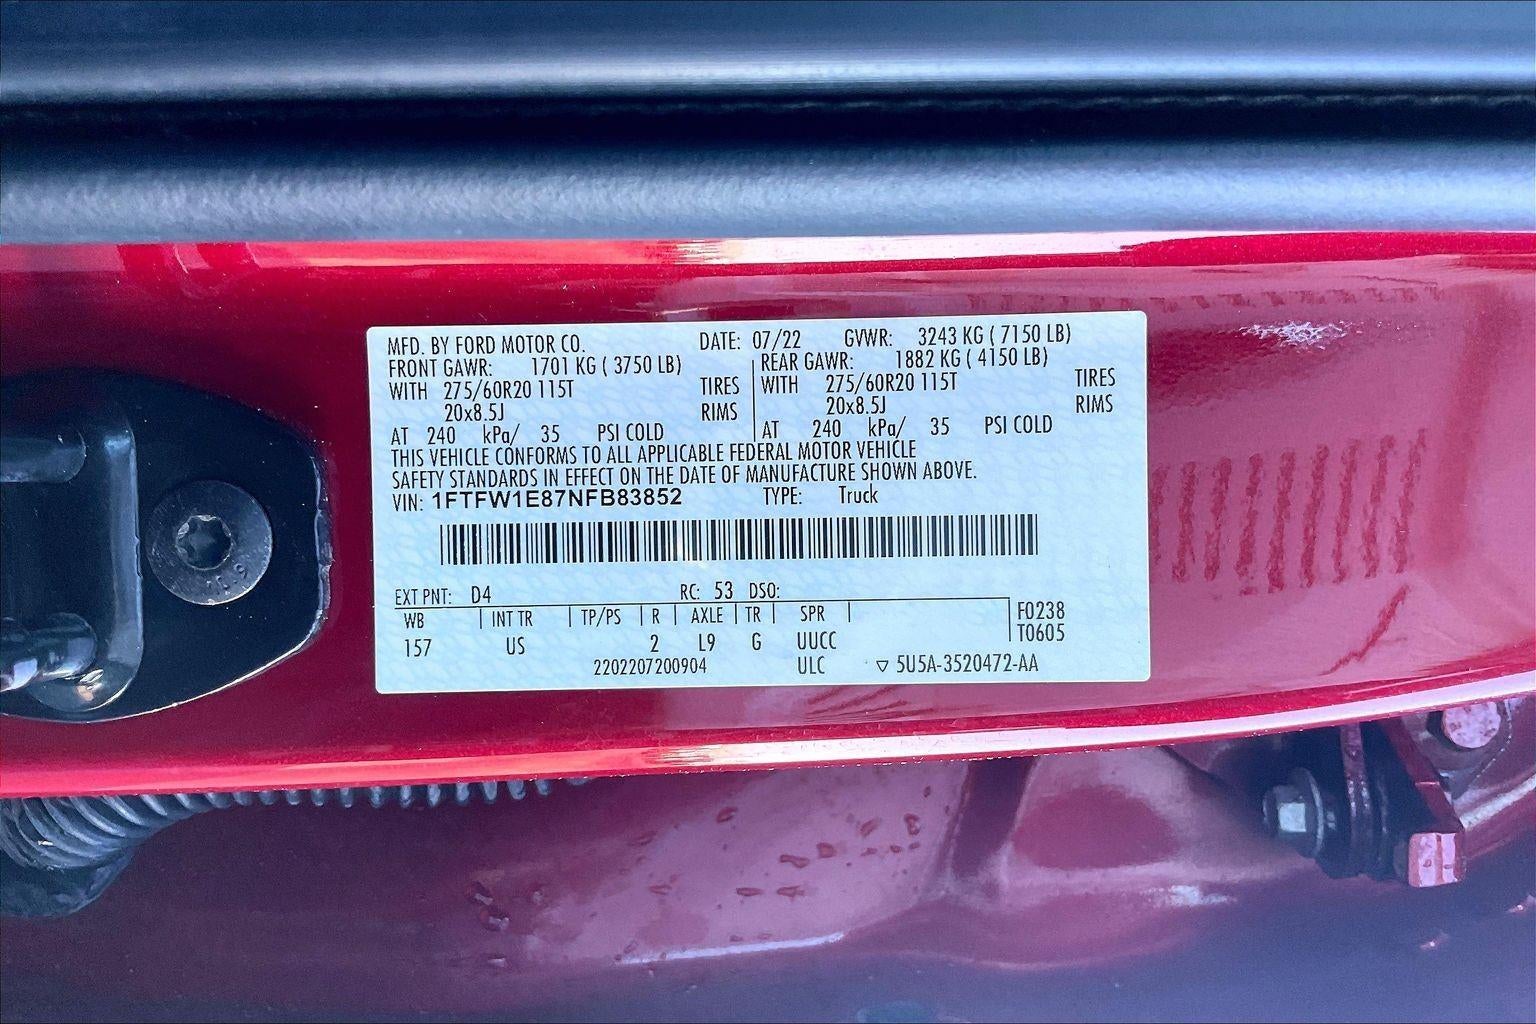 MFD. BY FORD MOTOR CO. DATE: 07/22 GVWR: 3243 KG ( 7150 LB)
FRONT GAWR: 1701 KG ( 3750 LB) REAR GAWR: 1882 KG ( 4150 LB)
WITH 275/60R20 115T TIRES WITH 275/60R20 115T TIRES
20x8.5J RIMS 20x8.5J RIMS
AT 240 kPa/ 35 PSI COLD AT 240 kPa/ 35 PSI COLD
THIS VEHICLE CONFORMS TO ALL APPLICABLE FEDERAL MOTOR VEHICLE
SAFETY STANDARDS IN EFFECT ON THE DATE OF MANUFACTURE SHOWN ABOVE.
VIN: 1FTFW1E87NFB83852 TYPE: Truck
EXT PNT: D4 RC: 53 DSO:
WB INT TR TP/PS R AXLE TR SPR F0238
157 US 2 L9 G UUCC T0605
2202207200904 ULC ▽ 5U5A-3520472-AA
10.9